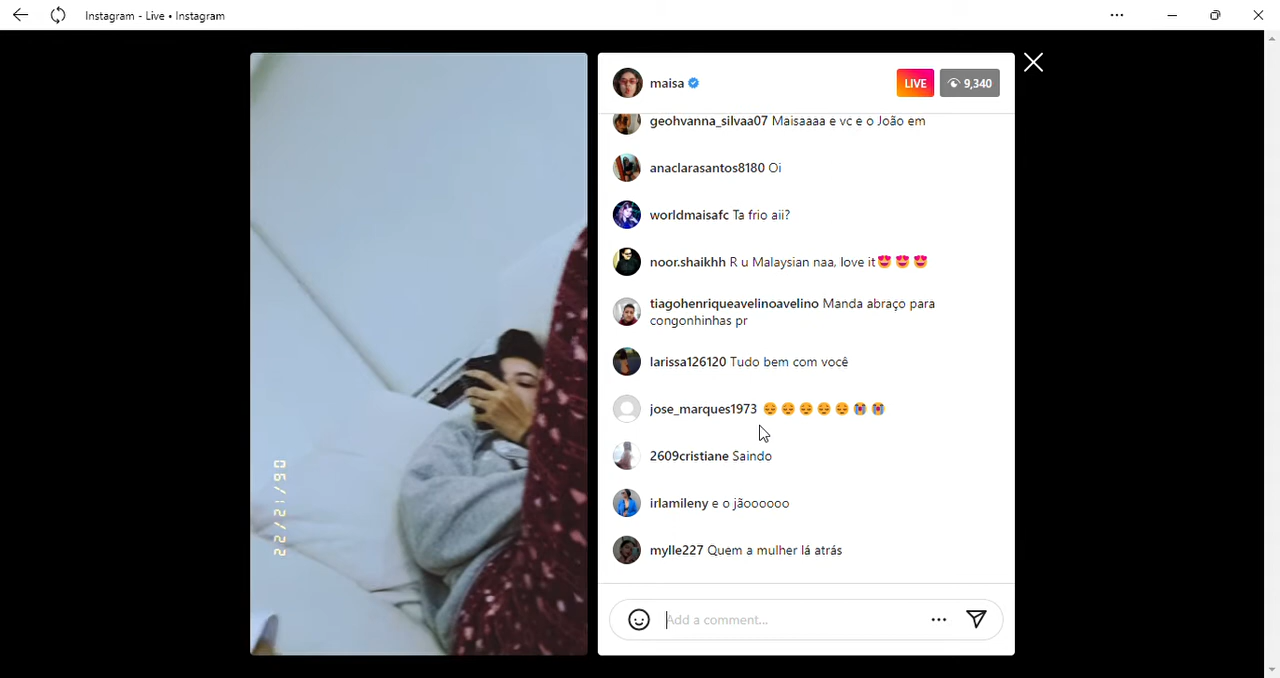 Instagram - Live • Instagram
maisa
LIVE
9,340
geohvanna_silvaa07 Maisaaaa e vc e o João em
anaclarasantos8180 Oi
worldmaisafc Ta frio aii?
noor.shaikhh R u Malaysian naa, love it😍 😍 😍
tiagohenriqueavelinoavelino Manda abraço para
congonhinhas pr
larissa126120 Tudo bem com você
jose_marques1973 😔 😔 😔 😔 😔 😭 😭
2609cristiane Saindo
irlamileny e o jãoooooo
mylle227 Quem a mulher lá atrás
Add a comment...
06/12/22